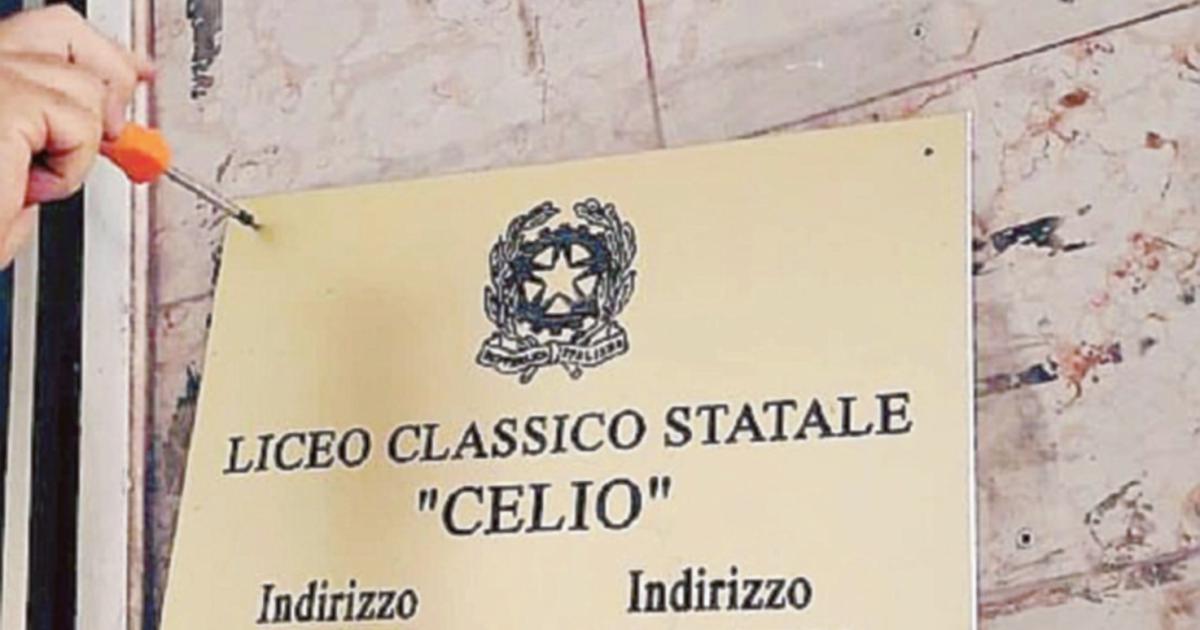 REPUBBLICA ITALIANA
LICEO CLASSICO STATALE
"CELIO"
Indirizzo Indirizzo